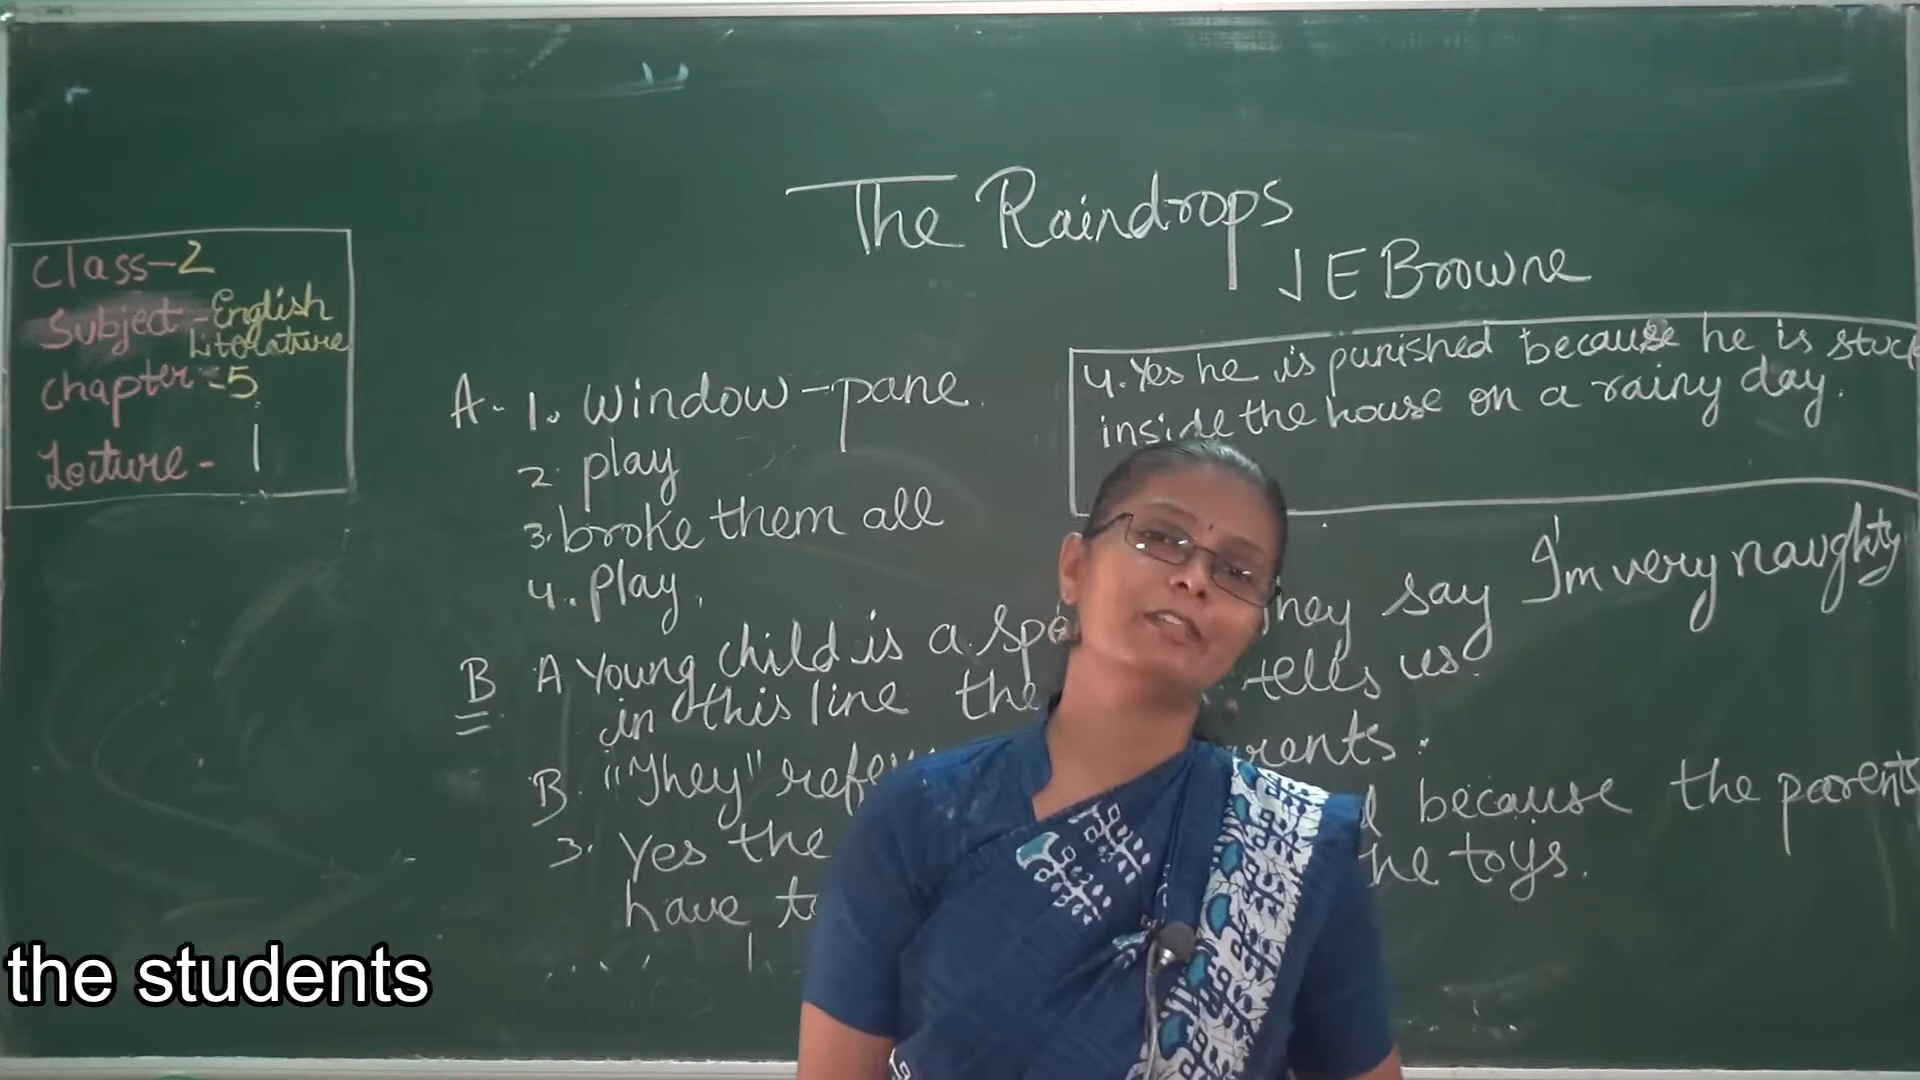 The Raindrops
J E Browne
Class-2
Subject-English
Literature
Chapter-5
Lecture- 1
4. Yes he is punished because he is stuck
inside the house on a rainy day.
A- 1. Window-pane
2. play
3. broke them all
4. Play.
B A Young child is a hey say I'm very naughty
in this line the tells us.
B. "They" because the parents
3. Yes the he toys.
have
the students